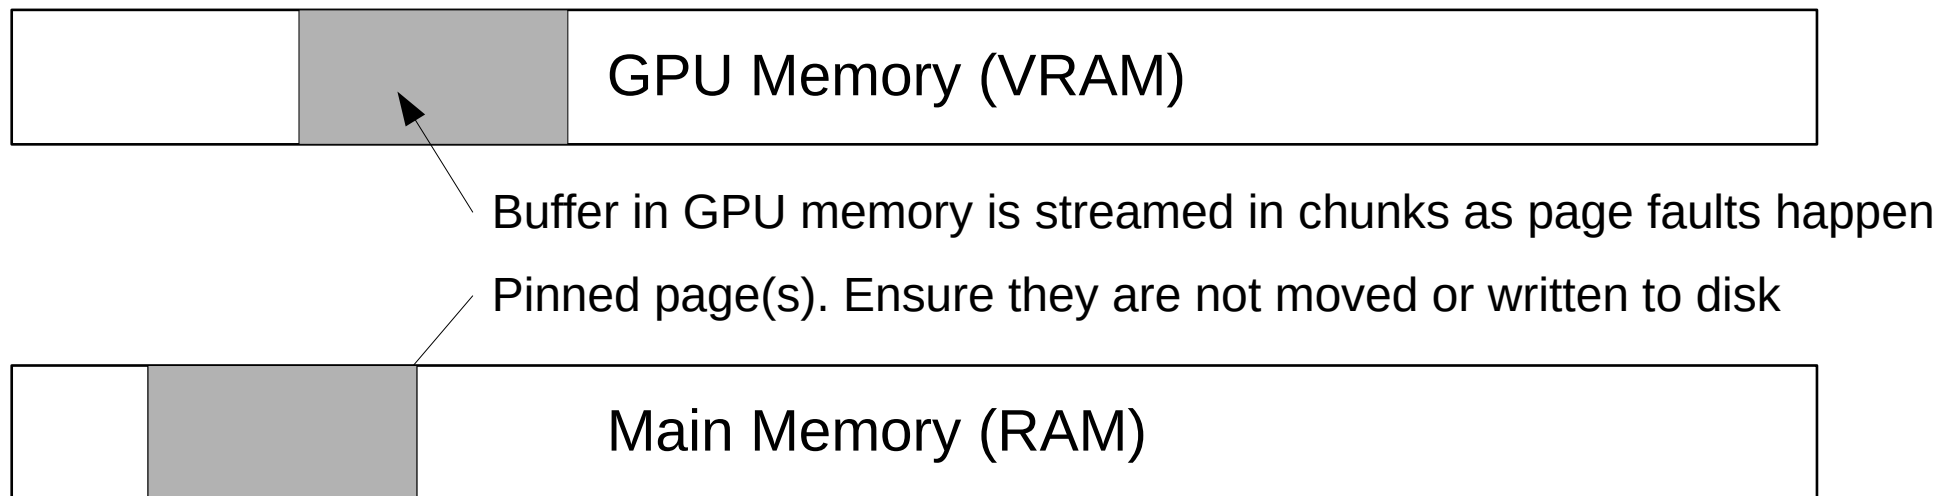 GPU Memory (VRAM)
Buffer in GPU memory is streamed in chunks as page faults happen
Pinned page(s). Ensure they are not moved or written to disk
Main Memory (RAM)